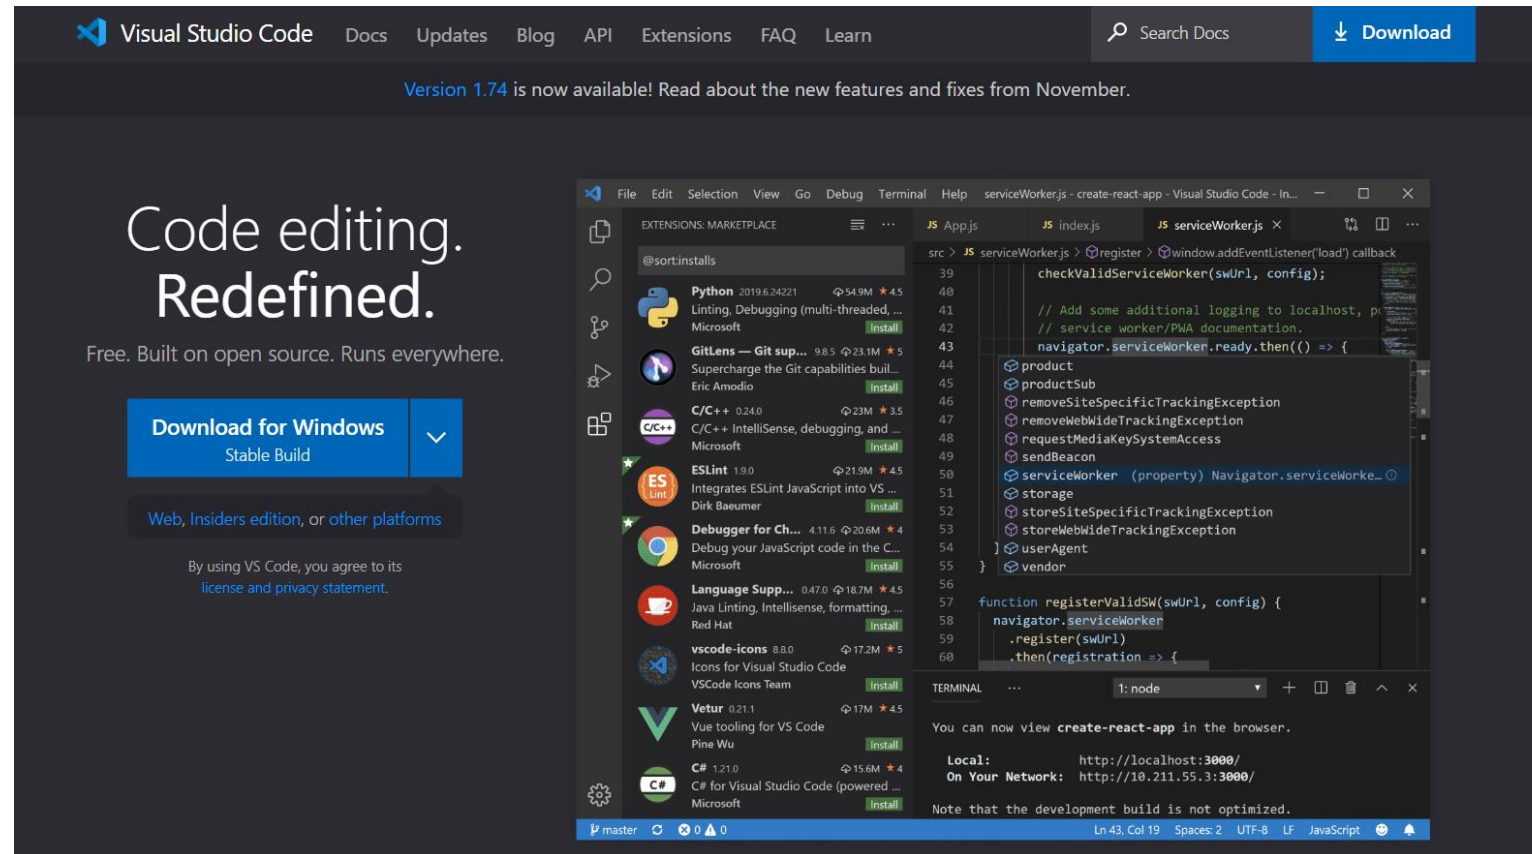 Visual Studio Code Docs Updates Blog API Extensions FAQ Learn Search Docs Download
Version 1.74 is now available! Read about the new features and fixes from November.
Code editing.
Redefined.
Free. Built on open source. Runs everywhere.
Download for Windows
Stable Build
Web, Insiders edition, or other platforms
By using VS Code, you agree to its
license and privacy statement.
File Edit Selection View Go Debug Terminal Help serviceWorker.js - create-react-app - Visual Studio Code - In...
EXTENSIONS: MARKETPLACE
@sort:installs
Python 2019.6.24221 54.9M ★ 4.5
Linting, Debugging (multi-threaded, ...
Microsoft Install
GitLens — Git sup... 9.8.5 23.1M ★ 5
Supercharge the Git capabilities buil...
Eric Amodio Install
C/C++
C/C++ 0.24.0 23M ★ 3.5
C/C++ IntelliSense, debugging, and ...
Microsoft Install
ES
Lint
ESLint 1.9.0 21.9M ★ 4.5
Integrates ESLint JavaScript into VS ...
Dirk Baeumer Install
Debugger for Ch... 4.11.6 20.6M ★ 4
Debug your JavaScript code in the C...
Microsoft Install
Language Supp... 0.47.0 18.7M ★ 4.5
Java Linting, Intellisense, formatting, ...
Red Hat Install
vscode-icons 8.8.0 17.2M ★ 5
Icons for Visual Studio Code
VSCode Icons Team Install
Vetur 0.21.1 17M ★ 4.5
Vue tooling for VS Code
Pine Wu Install
C#
C# 1.21.0 15.6M ★ 4
C# for Visual Studio Code (powered ...
Microsoft Install
JS App.js JS index.js JS serviceWorker.js
src > JS serviceWorker.js > register > window.addEventListener('load') callback
39 checkValidServiceWorker(swUrl, config);
40
41 // Add some additional logging to localhost, po
42 // service worker/PWA documentation.
43 navigator.serviceWorker.ready.then(() => {
44 product
45 productSub
46 removeSiteSpecificTrackingException
47 removeWebWideTrackingException
48 requestMediaKeySystemAccess
49 sendBeacon
50 serviceWorker (property) Navigator.serviceWorke...
51 storage
52 storeSiteSpecificTrackingException
53 storeWebWideTrackingException
54 } userAgent
55 } vendor
56
57 function registerValidSW(swUrl, config) {
58 navigator.serviceWorker
59 .register(swUrl)
60 .then(registration => {
TERMINAL ... 1: node
You can now view create-react-app in the browser.
Local: http://localhost:3000/
On Your Network: http://10.211.55.3:3000/
Note that the development build is not optimized.
master 0 0 Ln 43, Col 19 Spaces: 2 UTF-8 LF JavaScript